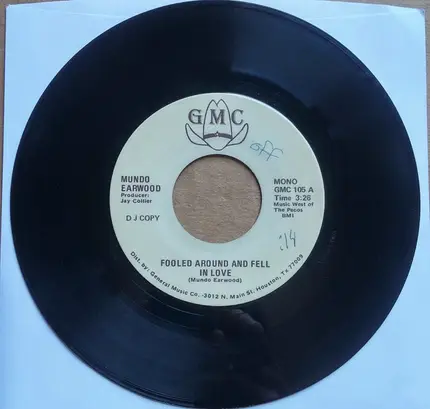 GMC
off
MUNDO
EARWOOD
Producer:
Jay Collier
D J COPY
MONO
GMC 105 A
Time 3:28
Music West of
The Pecos
BMI
:14
FOOLED AROUND AND FELL
IN LOVE
(Mundo Earwood)
Dist. by: General Music Co. -3012 N. Main St. Houston, Tx 77009